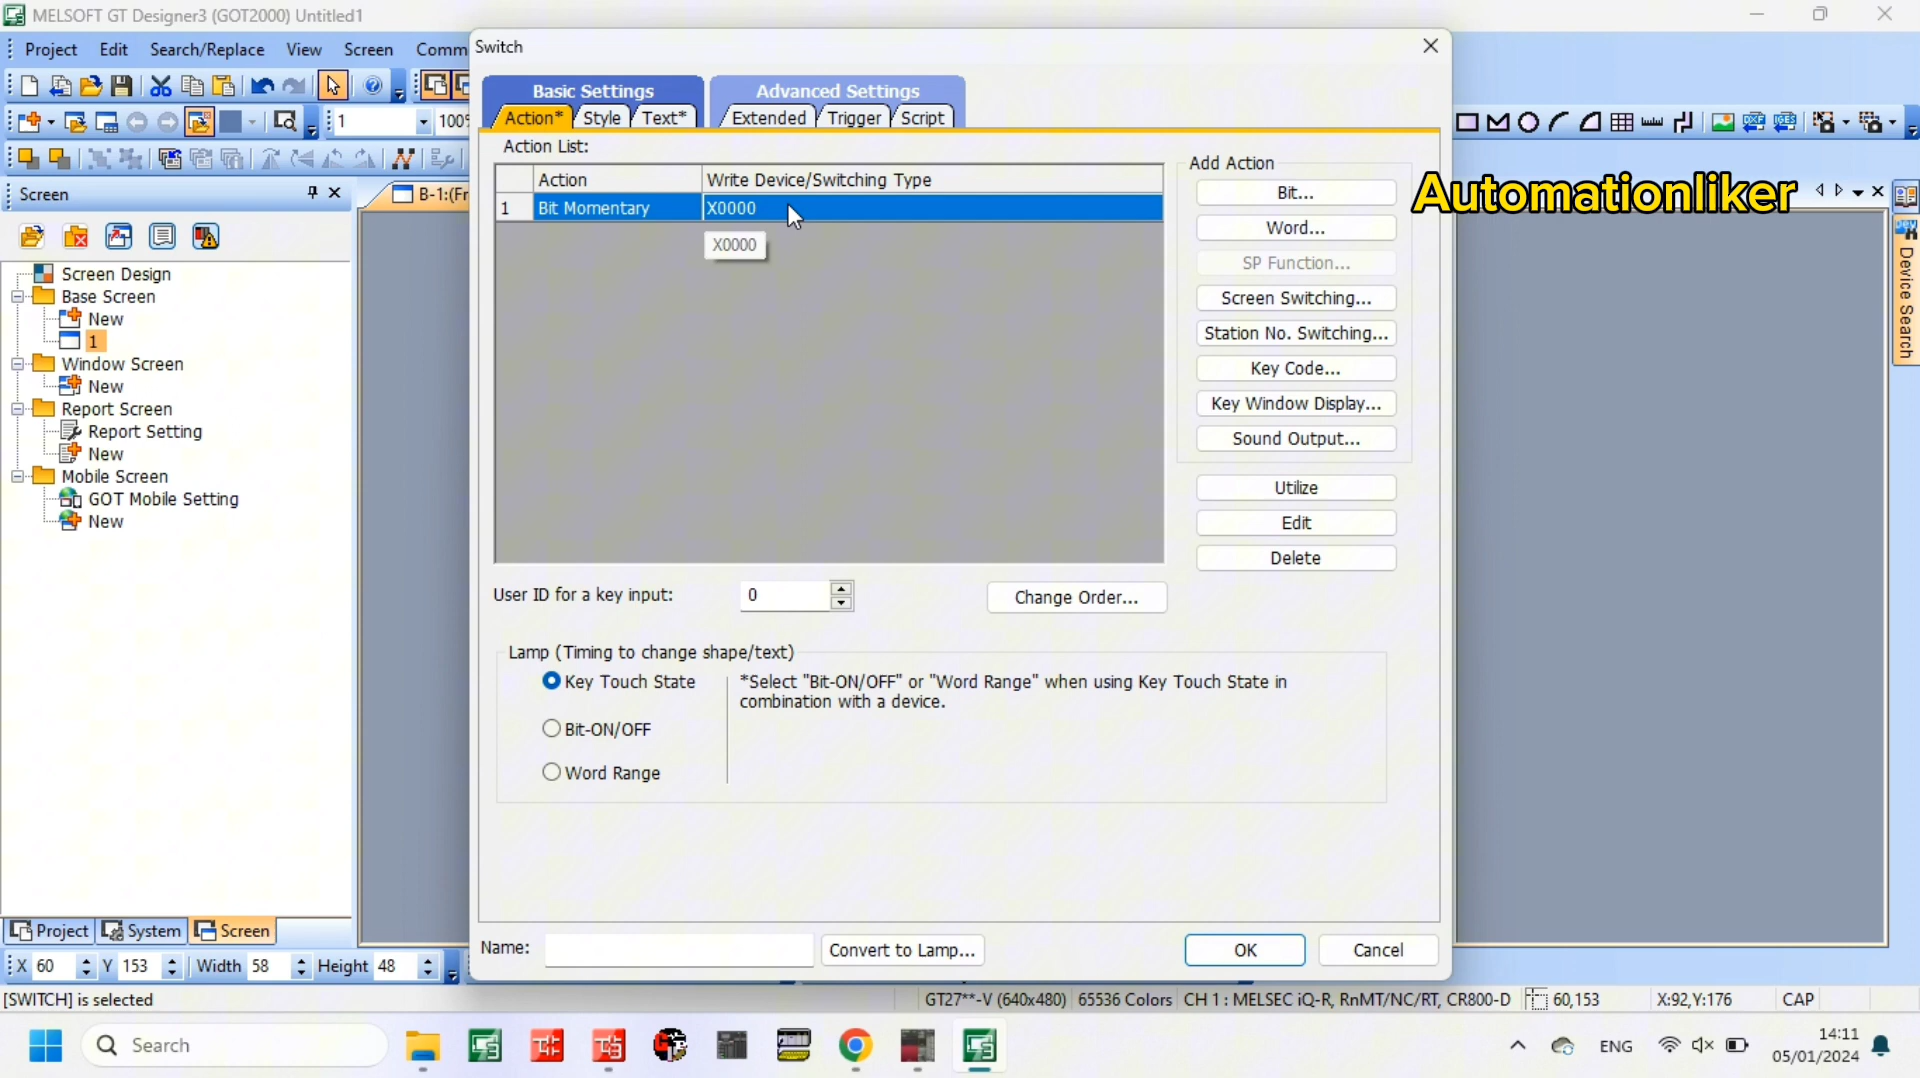 MELSOFT GT Designer3 (GOT2000) Untitled1
Project Edit Search/Replace View Screen Comm
1 100%
Screen
B-1:(Fr
Screen Design
Base Screen
New
1
Window Screen
New
Report Screen
Report Setting
New
Mobile Screen
GOT Mobile Setting
New
Project System Screen
X 60 Y 153 Width 58 Height 48
Switch
Basic Settings Advanced Settings
Action* Style Text* Extended Trigger Script
Action List:
Action Write Device/Switching Type
1 Bit Momentary X0000
X0000
Add Action
Bit...
Word...
SP Function...
Screen Switching...
Station No. Switching...
Key Code...
Key Window Display...
Sound Output...
Utilize
Edit
Delete
User ID for a key input: 0 Change Order...
Lamp (Timing to change shape/text)
Key Touch State
Bit-ON/OFF
Word Range
*Select "Bit-ON/OFF" or "Word Range" when using Key Touch State in
combination with a device.
Name: Convert to Lamp... OK Cancel
Automationliker
Device Search
[SWITCH] is selected GT27**-V (640x480) 65536 Colors CH 1 : MELSEC iQ-R, RnMT/NC/RT, CR800-D 60,153 X:92,Y:176 CAP
Search
ENG
14:11
05/01/2024